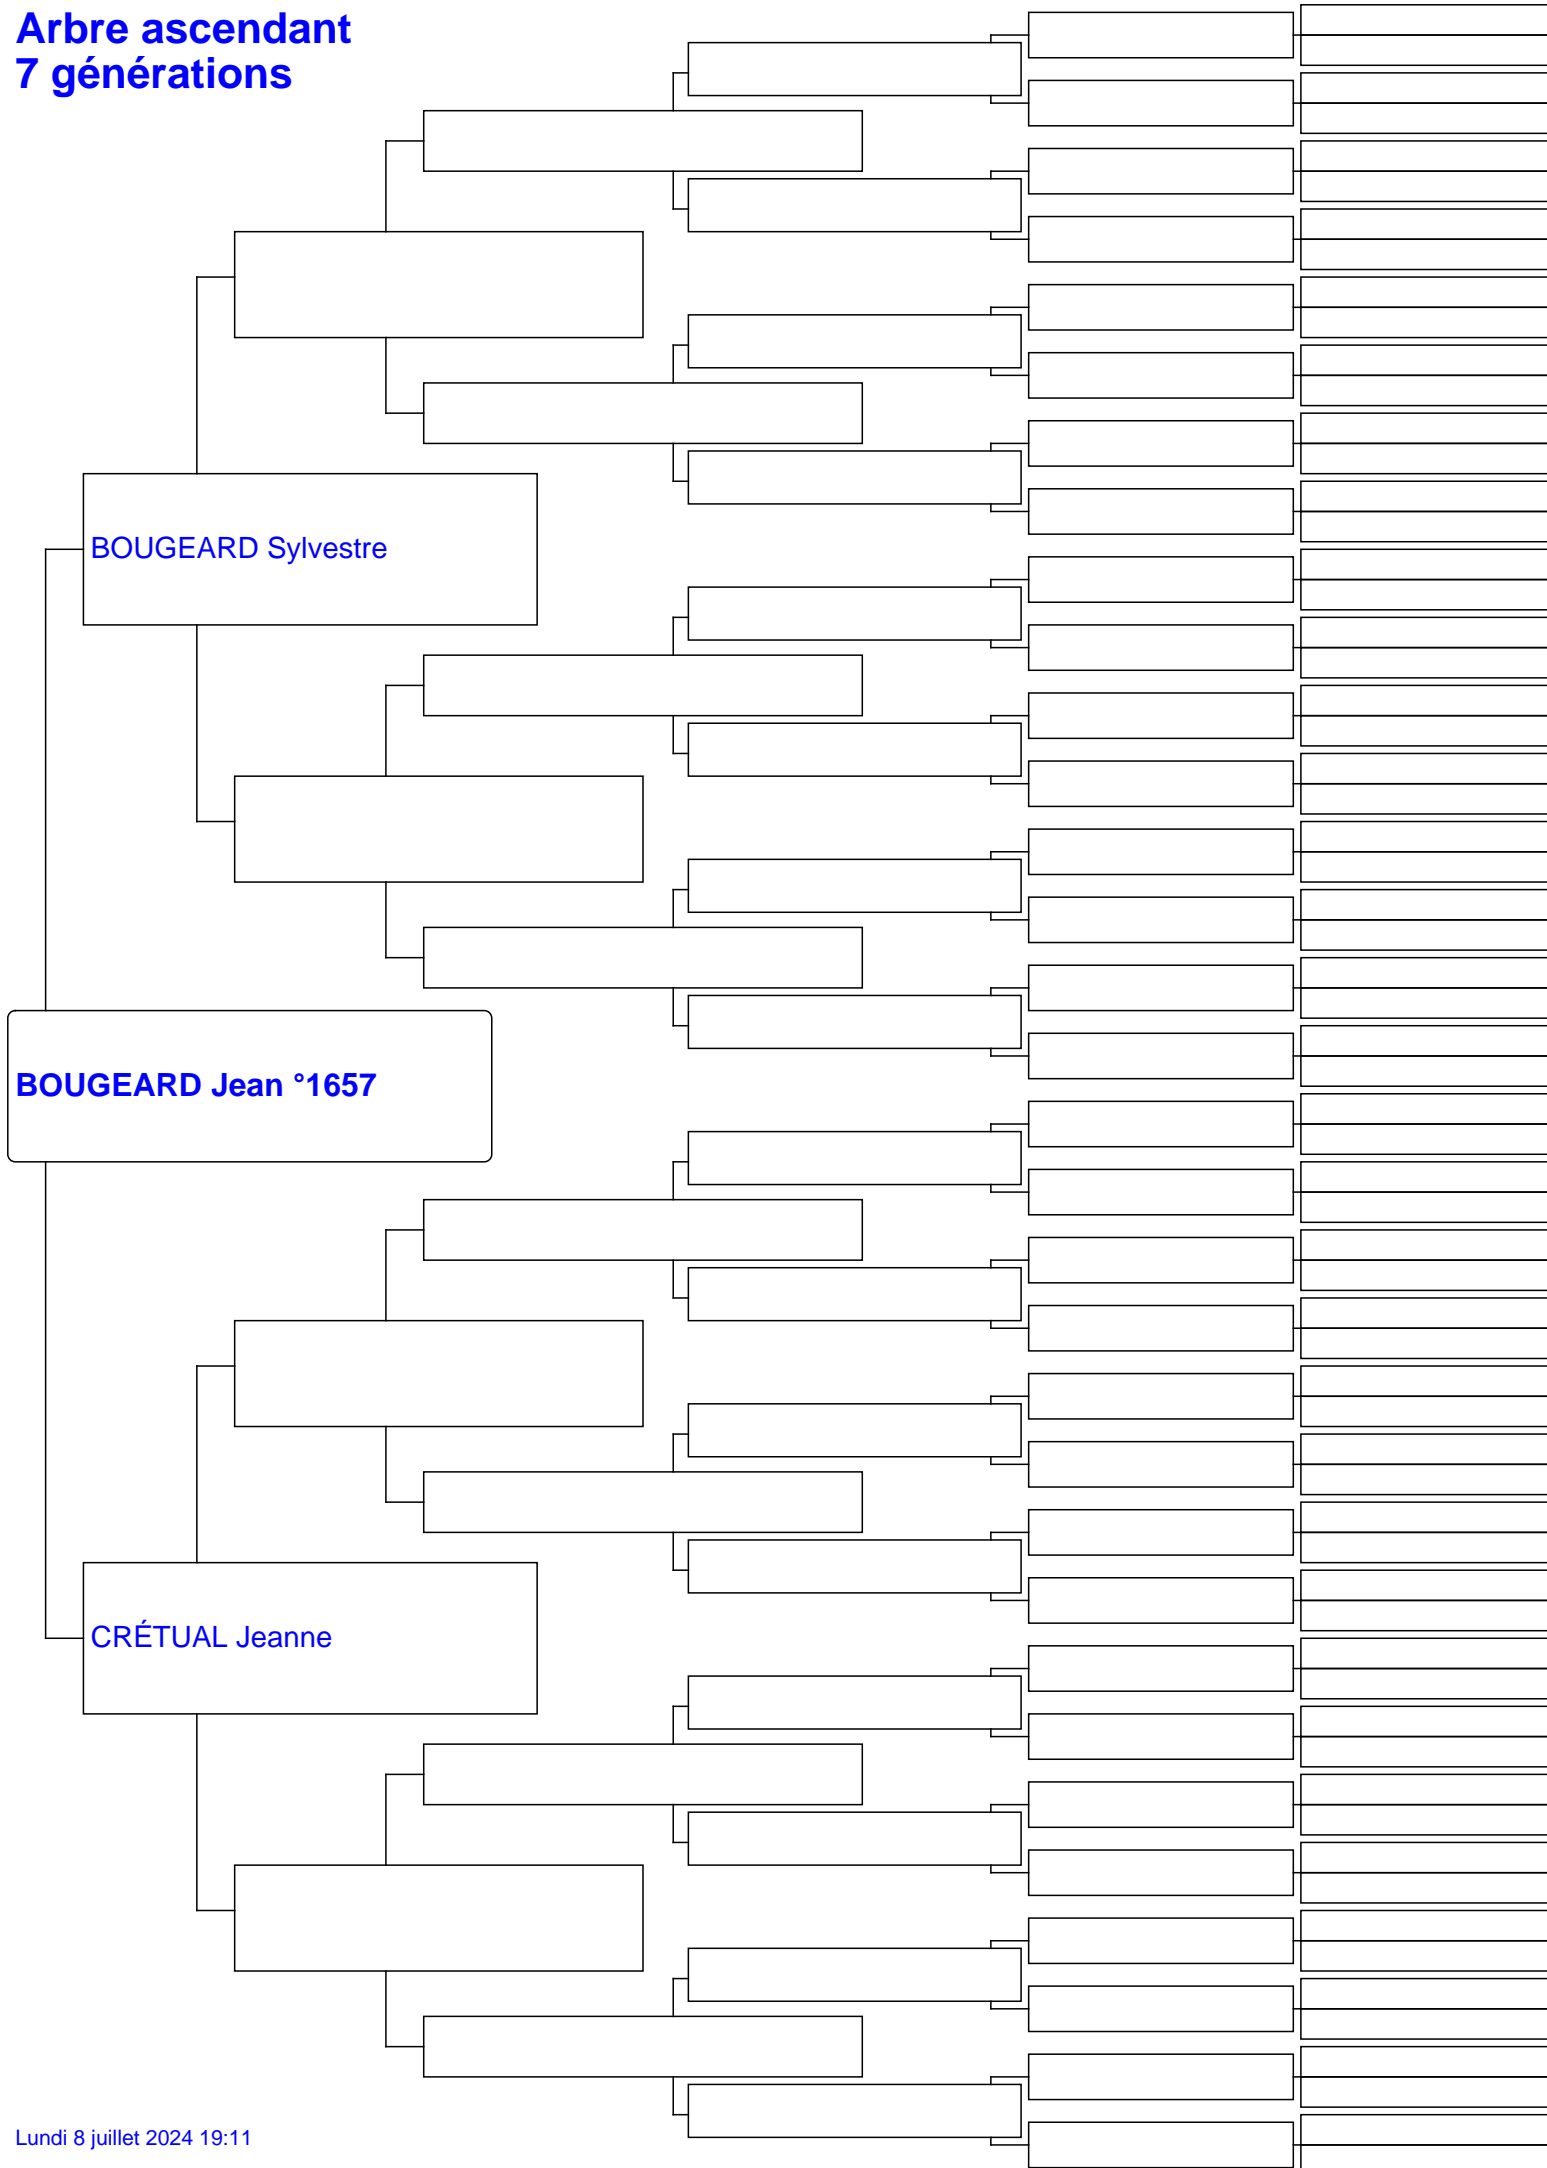 Arbre ascendant
7 générations
BOUGEARD Sylvestre
BOUGEARD Jean °1657
CRÉTUAL Jeanne
Lundi 8 juillet 2024 19:11